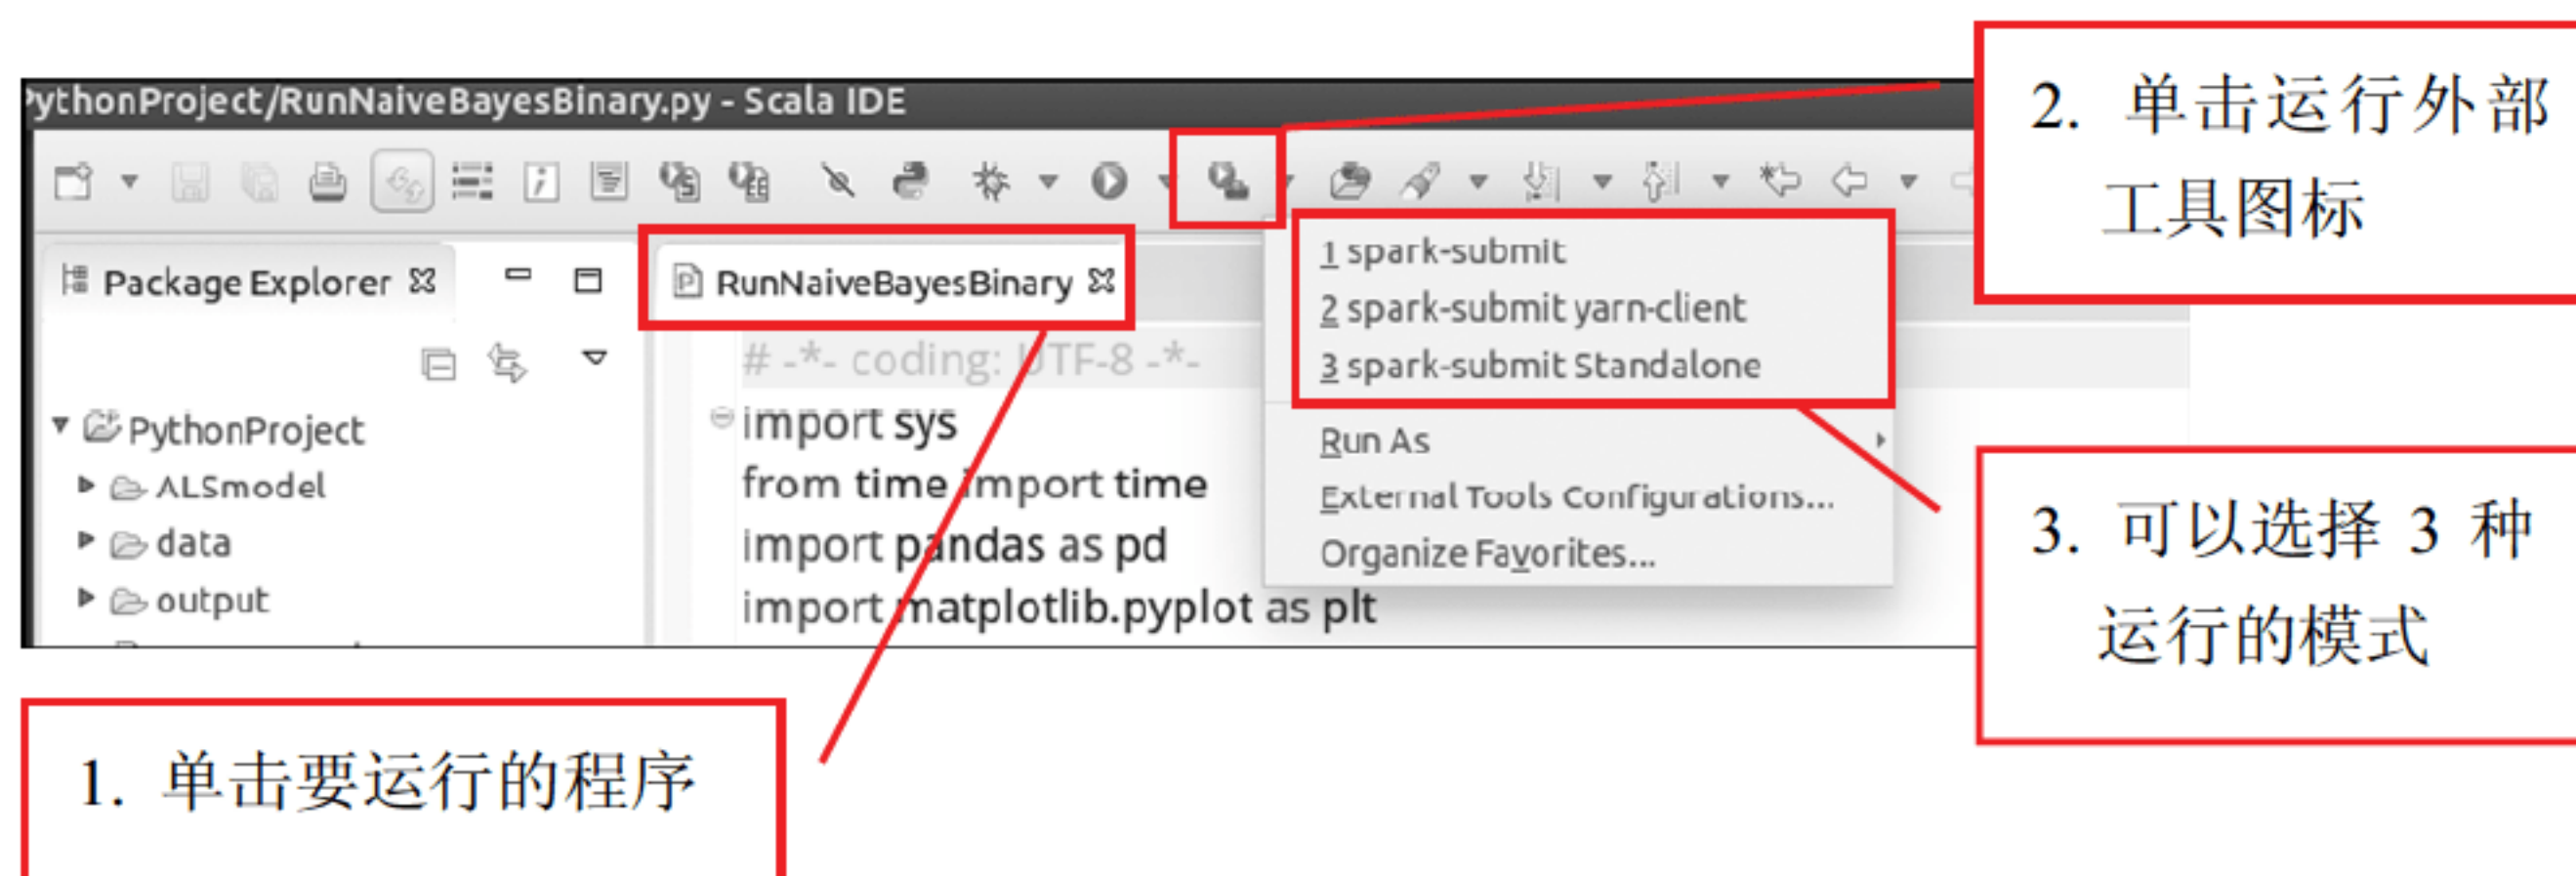 2. 单击运行外部
工具图标
PythonProject/RunNaiveBayesBinary.py - Scala IDE
Package Explorer
RunNaiveBayesBinary
1 spark-submit
2 spark-submit yarn-client
3 spark-submit Standalone
Run As
External Tools Configurations...
Organize Favorites...
# -*- coding: UTF-8 -*-
import sys
from time import time
import pandas as pd
import matplotlib.pyplot as plt
PythonProject
ALSmodel
data
output
3. 可以选择 3 种
运行的模式
1. 单击要运行的程序